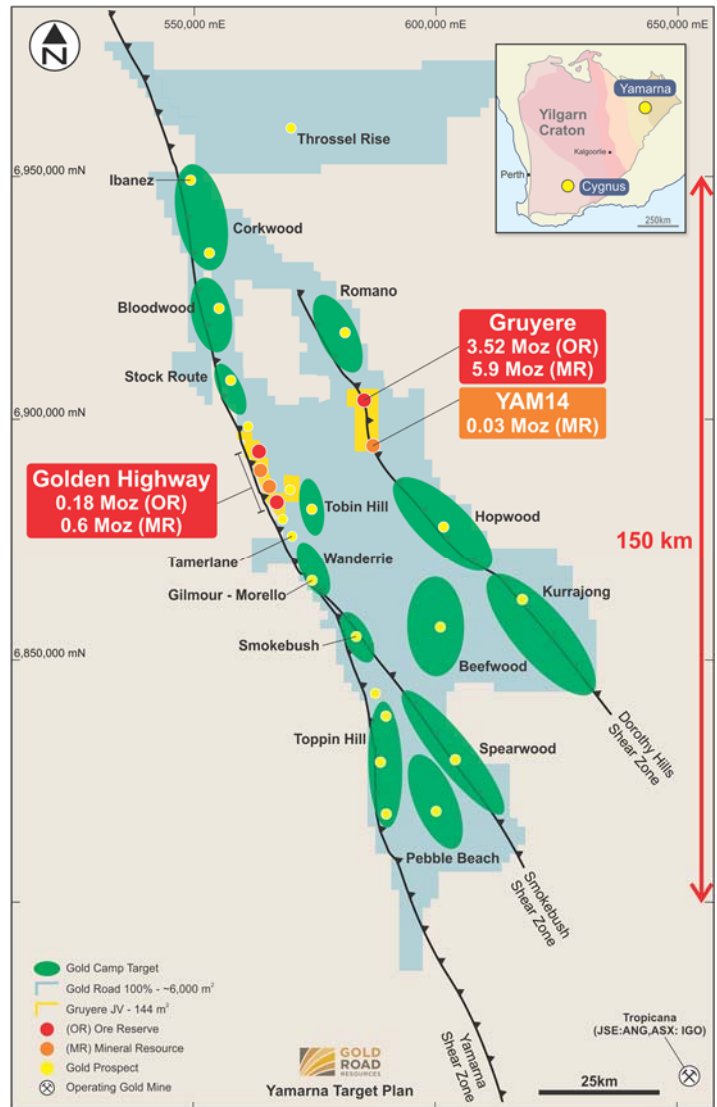 550,000 mE
600,000 mE
650,000 mE
N
Yamarna
Yilgarn
Craton
Kalgoorlie
Perth
Cygnus
250km
Throssel Rise
6,950,000 mN
Ibanez
Corkwood
Bloodwood
Romano
Gruyere
3.52 Moz (OR)
5.9 Moz (MR)
Stock Route
YAM14
0.03 Moz (MR)
6,900,000 mN
Golden Highway
0.18 Moz (OR)
0.6 Moz (MR)
Tobin Hill
Hopwood
150 km
Tamerlane
Wanderrie
Gilmour - Morello
Kurrajong
Smokebush
Beefwood
6,850,000 mN
Toppin Hill
Spearwood
Dorothy Hills
Shear Zone
Pebble Beach
Smokebush
Shear Zone
Yamarna
Shear Zone
Gold Camp Target
Gold Road 100% - ~6,000 m²
Gruyere JV - 144 m²
(OR) Ore Reserve
(MR) Mineral Resource
Gold Prospect
Operating Gold Mine
GOLD
ROAD
RESOURCES
Yamarna Target Plan
Tropicana
(JSE:ANG,ASX: IGO)
25km